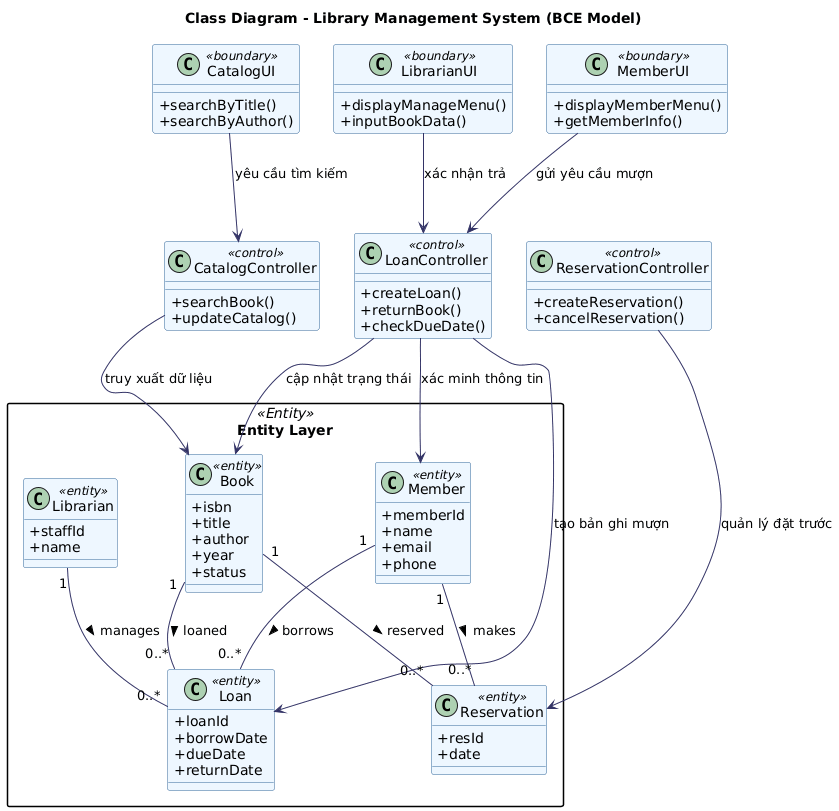 Class Diagram - Library Management System (BCE Model)
«boundary»
C CatalogUI
+searchByTitle()
+searchByAuthor()
«boundary»
C LibrarianUI
+displayManageMenu()
+inputBookData()
«boundary»
C MemberUI
+displayMemberMenu()
+getMemberInfo()
yêu cầu tìm kiếm
xác nhận trả
gửi yêu cầu mượn
«control»
C CatalogController
+searchBook()
+updateCatalog()
«control»
C LoanController
+createLoan()
+returnBook()
+checkDueDate()
«control»
C ReservationController
+createReservation()
+cancelReservation()
truy xuất dữ liệu
cập nhật trạng thái
xác minh thông tin
«Entity»
Entity Layer
«entity»
C Librarian
+staffId
+name
«entity»
C Book
+isbn
+title
+author
+year
+status
«entity»
C Member
+memberId
+name
+email
+phone
tạo bản ghi mượn
quản lý đặt trước
1
1
1
1
1
manages
loaned
borrows
reserved
makes
0..*
0..*
0..*
0..*
0..*
«entity»
C Loan
+loanId
+borrowDate
+dueDate
+returnDate
«entity»
C Reservation
+resId
+date